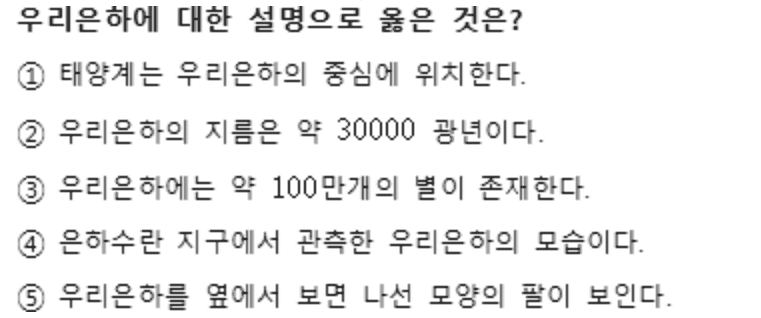 우리은하에 대한 설명으로 옳은 것은?
① 태양계는 우리은하의 중심에 위치한다.
② 우리은하의 지름은 약 30000 광년이다.
③ 우리은하에는 약 100만개의 별이 존재한다.
④ 은하수란 지구에서 관측한 우리은하의 모습이다.
⑤ 우리은하를 옆에서 보면 나선 모양의 팔이 보인다.